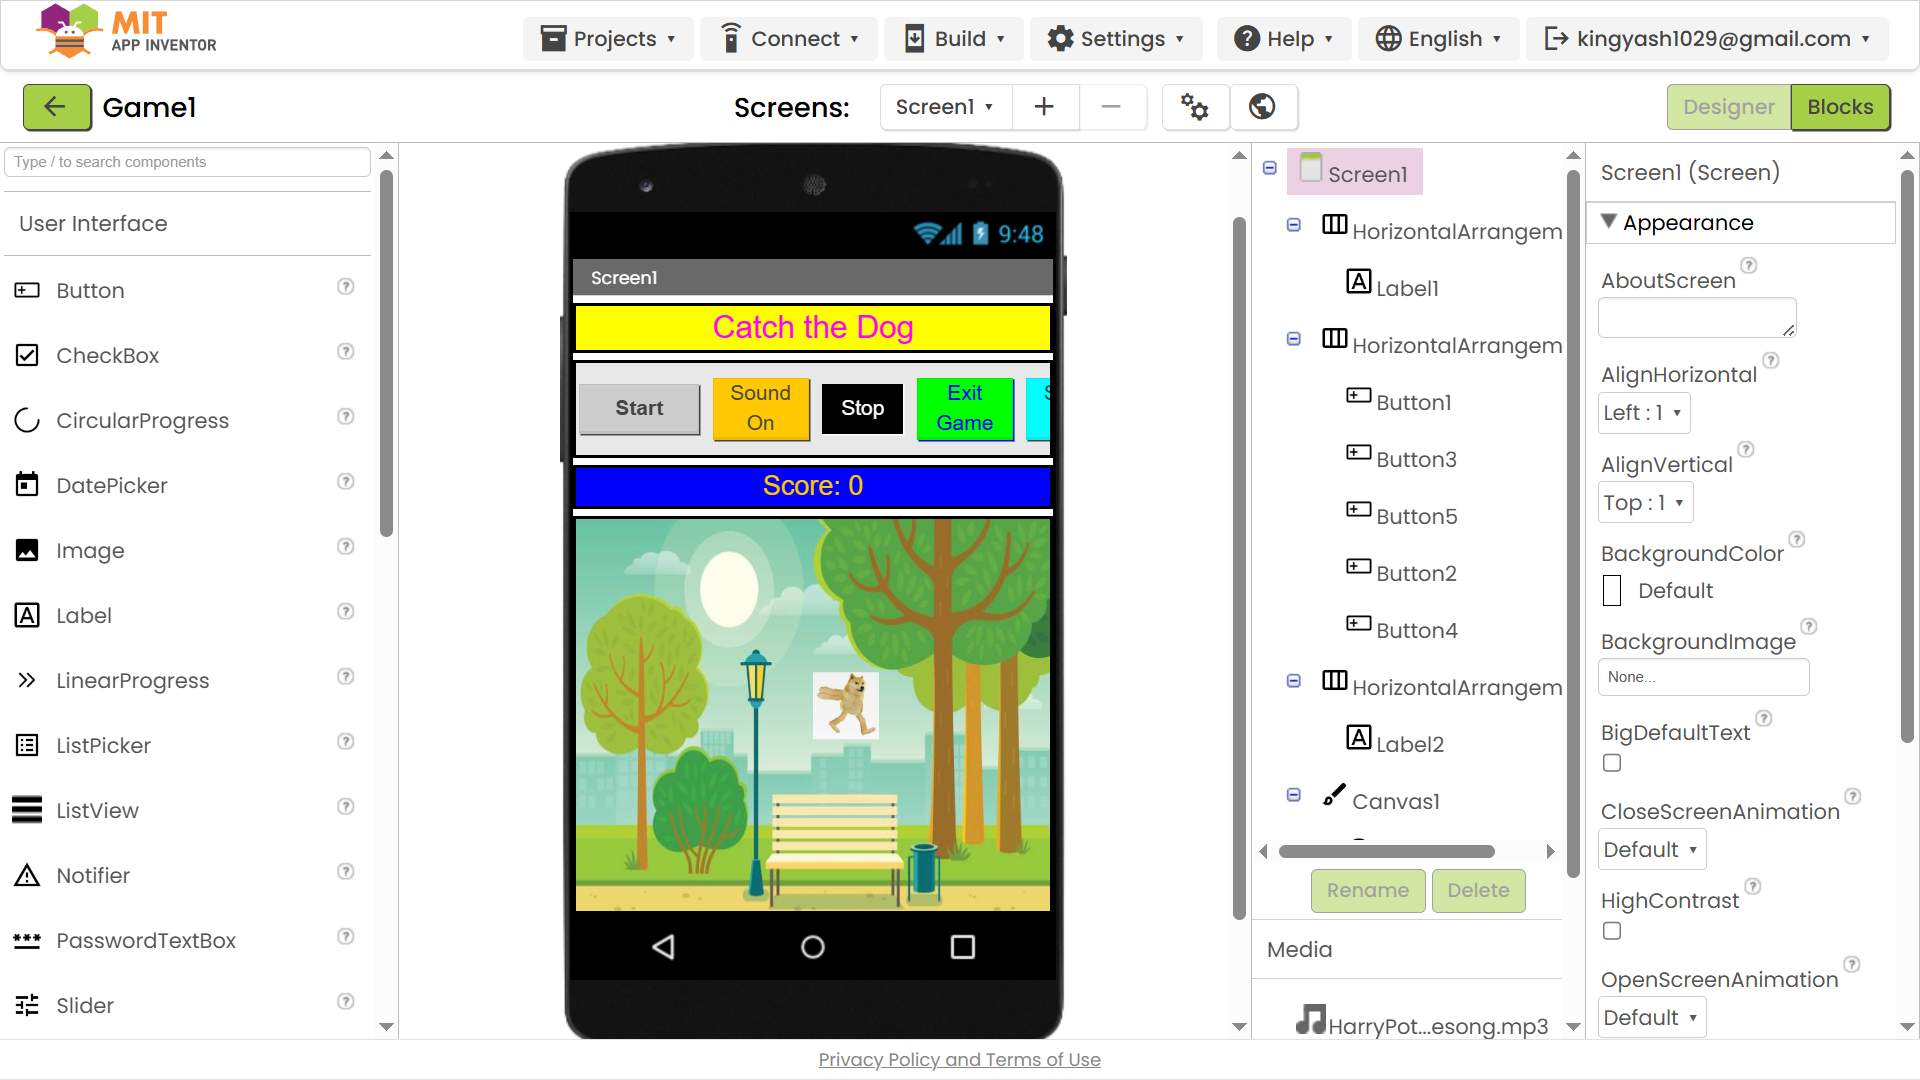 MIT
APP INVENTOR
Projects
Connect
Build
Settings
Help
English
kingyash1029@gmail.com
Game1
Screens:
Screen1
Designer
Blocks
Type / to search components
User Interface
Button
CheckBox
CircularProgress
DatePicker
Image
Label
LinearProgress
ListPicker
ListView
Notifier
PasswordTextBox
Slider
9:48
Screen1
Catch the Dog
Start
Sound
On
Stop
Exit
Game
Score: 0
Screen1
HorizontalArrangem
Label1
HorizontalArrangem
Button1
Button3
Button5
Button2
Button4
HorizontalArrangem
Label2
Canvas1
Rename
Delete
Media
HarryPot...esong.mp3
Screen1 (Screen)
Appearance
AboutScreen
AlignHorizontal
Left : 1
AlignVertical
Top : 1
BackgroundColor
Default
BackgroundImage
None...
BigDefaultText
CloseScreenAnimation
Default
HighContrast
OpenScreenAnimation
Default
Privacy Policy and Terms of Use